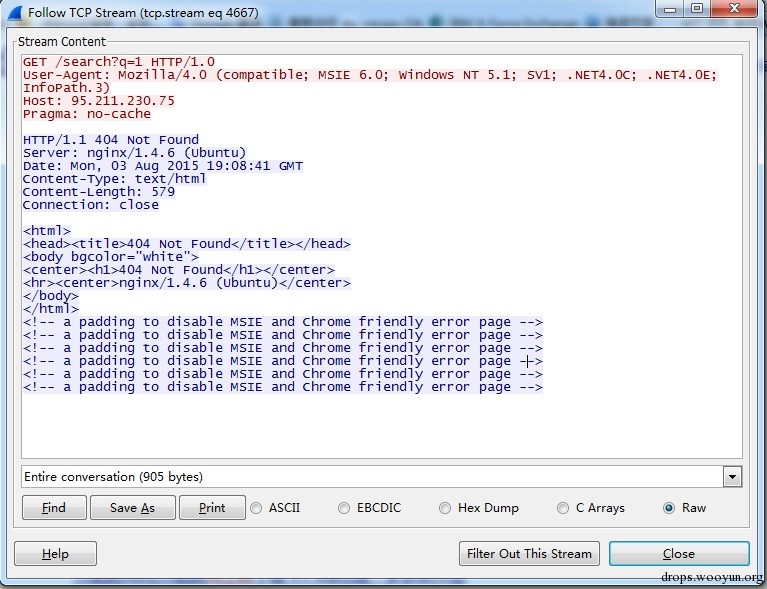 Follow TCP Stream (tcp.stream eq 4667)
Stream Content
GET /search?q=1 HTTP/1.0
User-Agent: Mozilla/4.0 (compatible; MSIE 6.0; Windows NT 5.1; SV1; .NET4.0C; .NET4.0E;
InfoPath.3)
Host: 95.211.230.75
Pragma: no-cache
HTTP/1.1 404 Not Found
Server: nginx/1.4.6 (Ubuntu)
Date: Mon, 03 Aug 2015 19:08:41 GMT
Content-Type: text/html
Content-Length: 579
Connection: close
<html>
<head><title>404 Not Found</title></head>
<body bgcolor="white">
<center><h1>404 Not Found</h1></center>
<hr><center>nginx/1.4.6 (Ubuntu)</center>
</body>
</html>
<!-- a padding to disable MSIE and Chrome friendly error page -->
<!-- a padding to disable MSIE and Chrome friendly error page -->
<!-- a padding to disable MSIE and Chrome friendly error page -->
<!-- a padding to disable MSIE and Chrome friendly error page -->
<!-- a padding to disable MSIE and Chrome friendly error page -->
<!-- a padding to disable MSIE and Chrome friendly error page -->
Entire conversation (905 bytes)
Find Save As Print ASCII EBCDIC Hex Dump C Arrays Raw
Help Filter Out This Stream Close
drops.wooyun.org